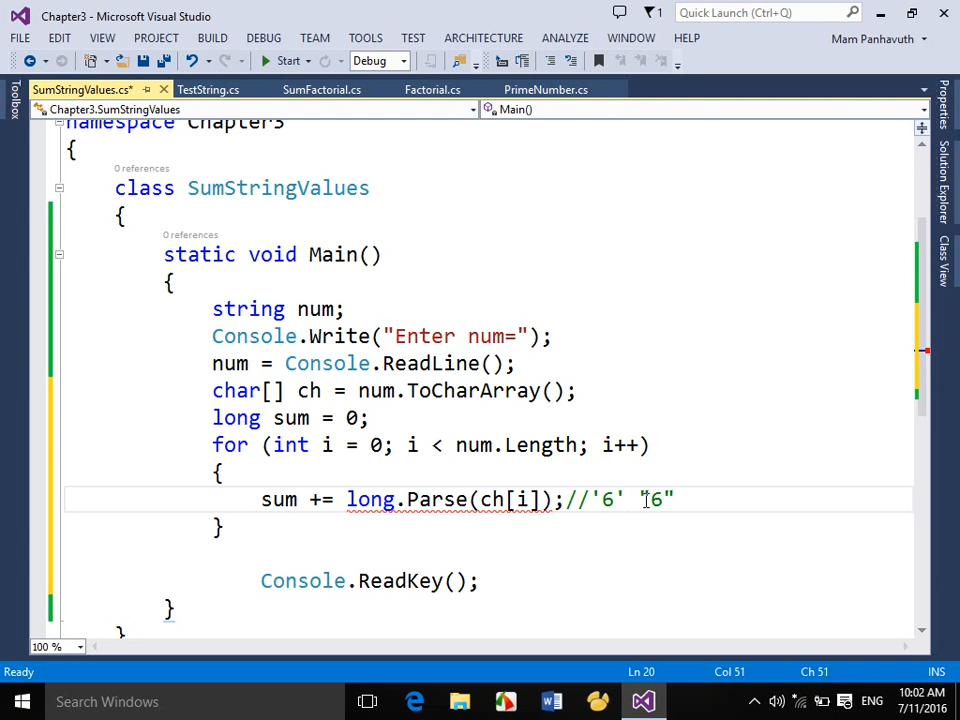 Chapter3 - Microsoft Visual Studio
1
Quick Launch (Ctrl+Q)
FILE EDIT VIEW PROJECT BUILD DEBUG TEAM TOOLS TEST ARCHITECTURE ANALYZE WINDOW HELP
Mam Panhavuth
Start Debug
SumStringValues.cs* TestString.cs SumFactorial.cs Factorial.cs PrimeNumber.cs
Chapter3.SumStringValues Main()
Toolbox
Properties
Solution Explorer
Class View
namespace Chapter3
{
0 references
class SumStringValues
{
0 references
static void Main()
{
string num;
Console.Write("Enter num=");
num = Console.ReadLine();
char[] ch = num.ToCharArray();
long sum = 0;
for (int i = 0; i < num.Length; i++)
{
sum += long.Parse(ch[i]);//'6' "6"
}
Console.ReadKey();
}
}
100 %
Ready Ln 20 Col 51 Ch 51 INS
Search Windows
ENG
10:02 AM
7/11/2016